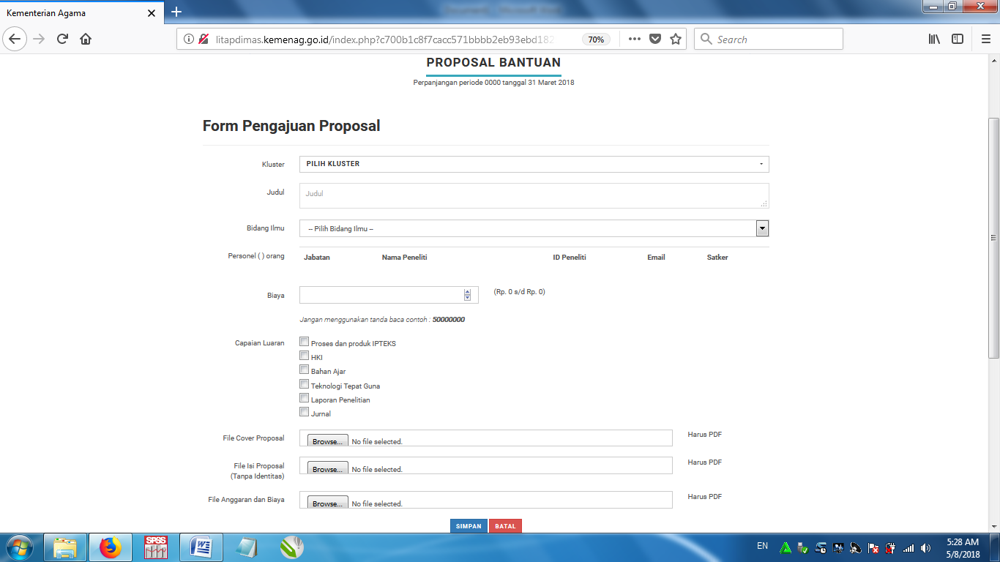 Kementerian Agama
litapdimas.kemenag.go.id/index.php?c700b1c8f7cacc571bbbb2eb93ebd182
70%
Search
PROPOSAL BANTUAN
Perpanjangan periode 0000 tanggal 31 Maret 2018
Form Pengajuan Proposal
Kluster PILIH KLUSTER
Judul Judul
Bidang Ilmu -- Pilih Bidang Ilmu --
Personel ( ) orang Jabatan Nama Peneliti ID Peneliti Email Satker
Biaya (Rp. 0 s/d Rp. 0)
Jangan menggunakan tanda baca contoh : 50000000
Capaian Luaran Proses dan produk IPTEKS
HKI
Bahan Ajar
Teknologi Tepat Guna
Laporan Penelitian
Jurnal
File Cover Proposal Browse... No file selected. Harus PDF
File Isi Proposal Browse... No file selected. Harus PDF
(Tanpa Identitas)
File Anggaran dan Biaya Browse... No file selected. Harus PDF
SIMPAN BATAL
SPSS
EN
5:28 AM
5/8/2018